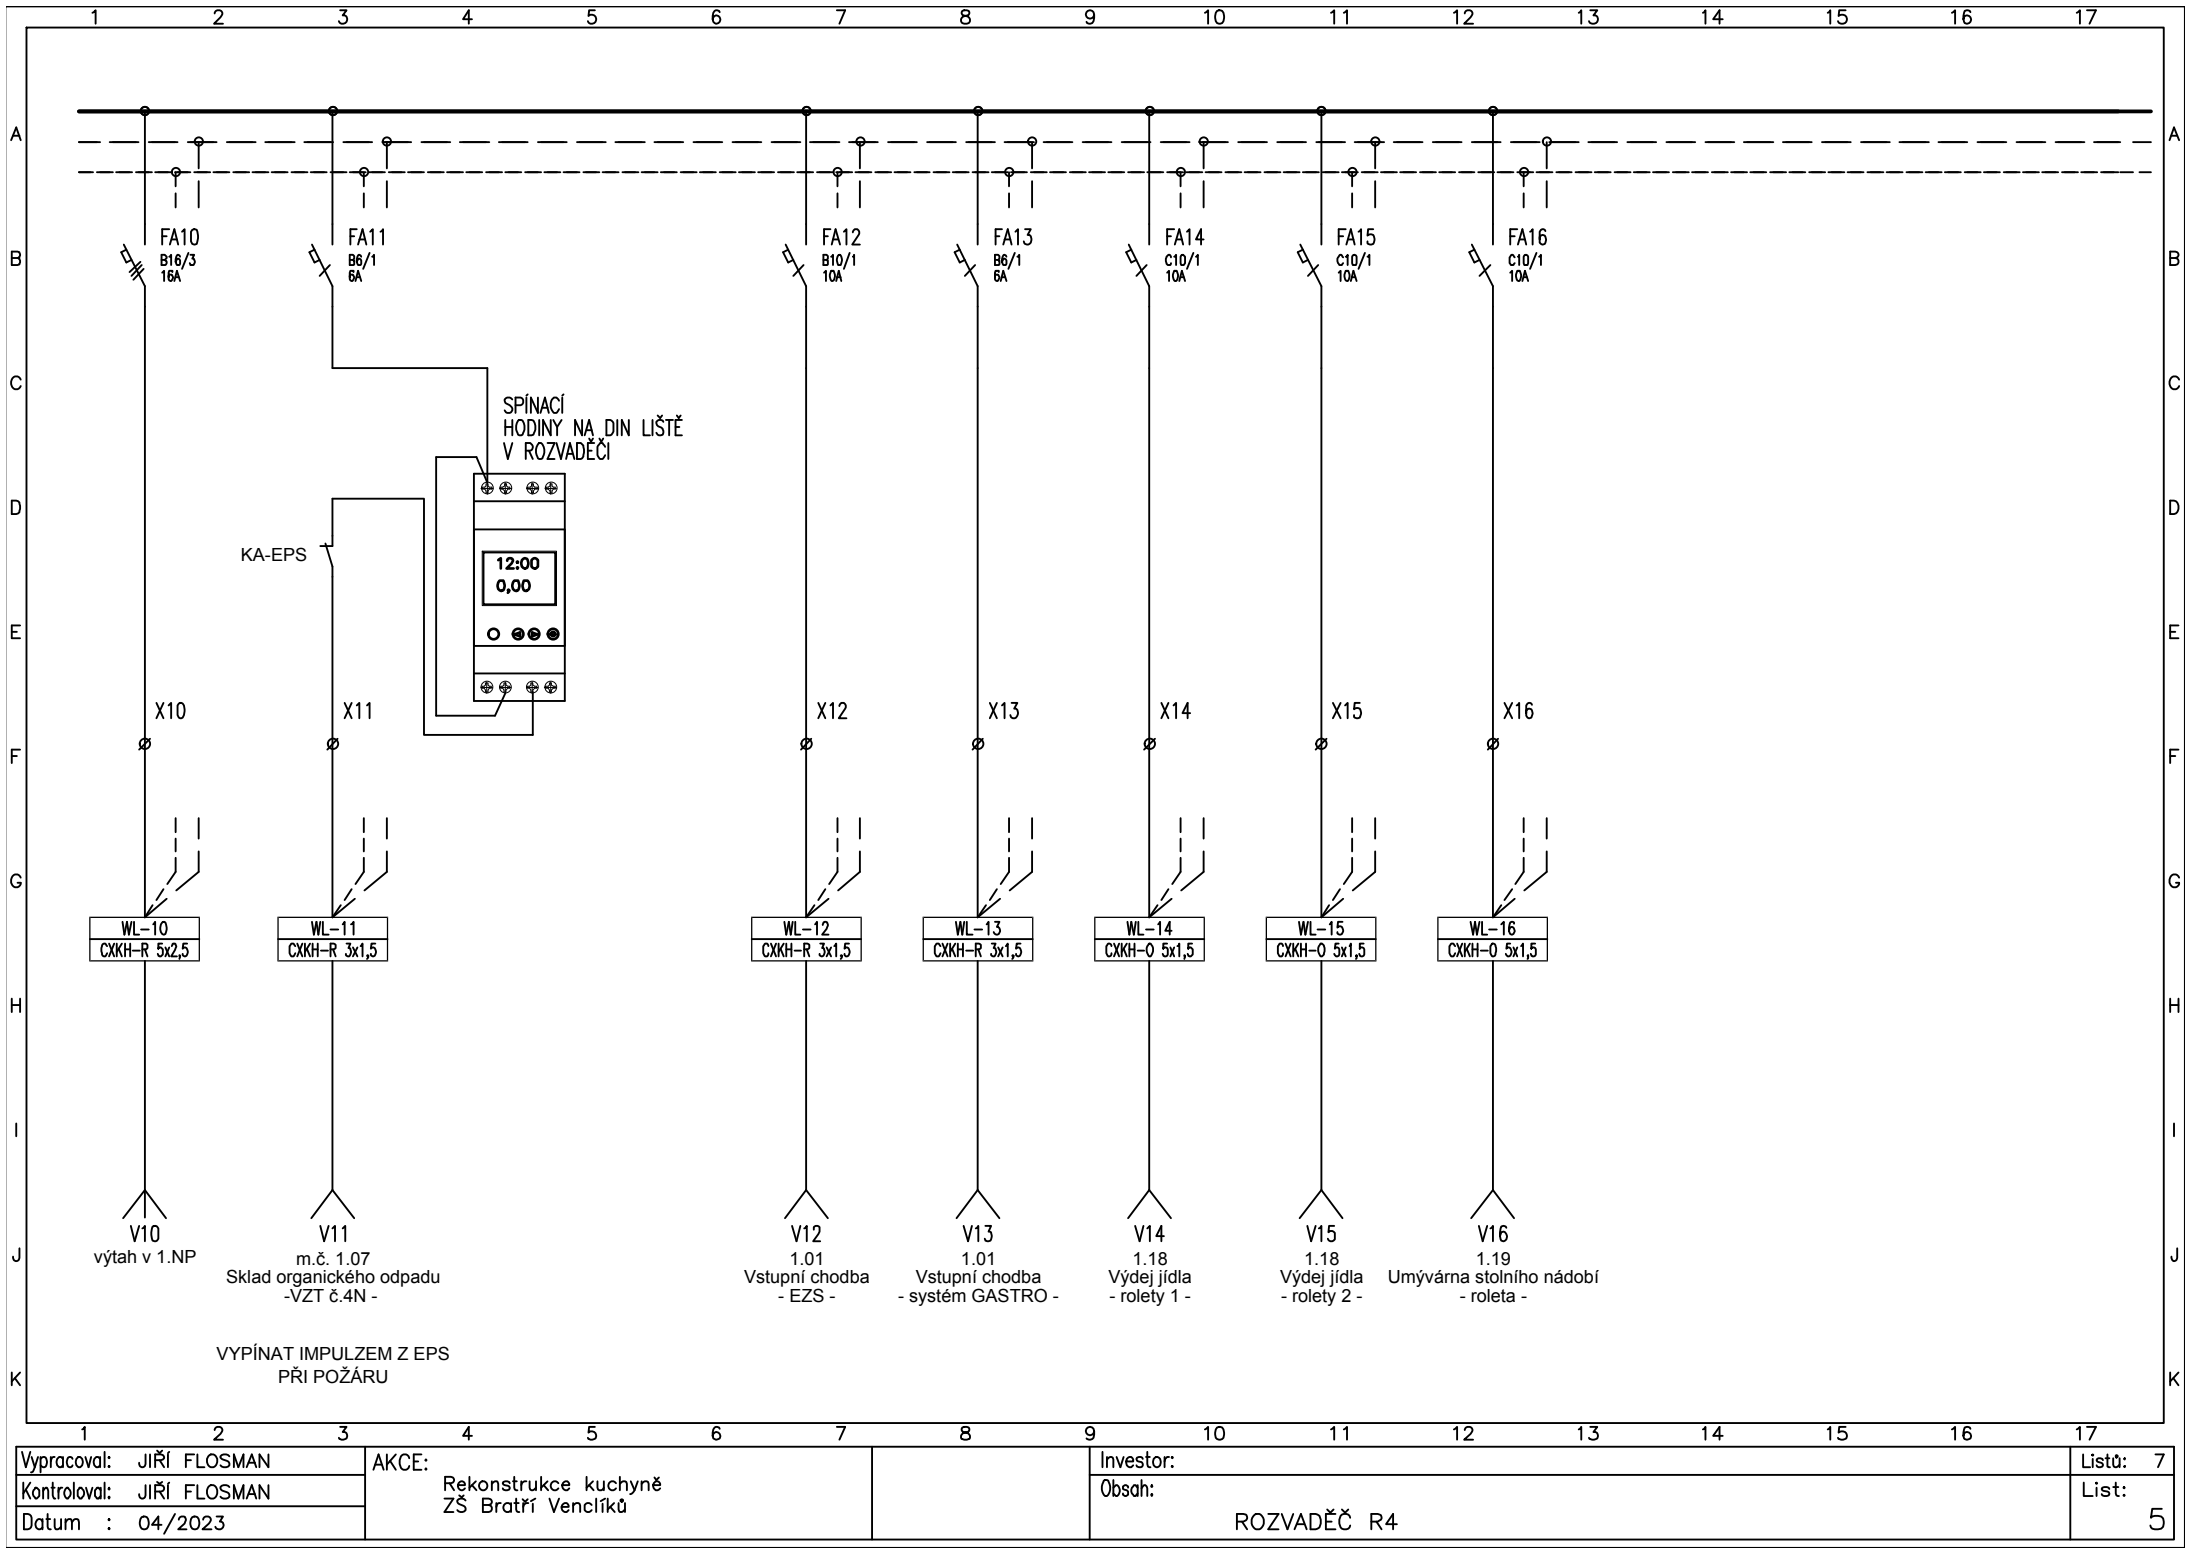 1 2 3 4 5 6 7 8 9 10 11 12 13 14 15 16 17
A A
FA10
B16/3
16A
FA11
B6/1
6A
FA12
B10/1
10A
FA13
B6/1
6A
FA14
C10/1
10A
FA15
C10/1
10A
FA16
C10/1
10A
B B
C C
SPÍNACÍ
HODINY NA DIN LIŠTĚ
V ROZVADĚČI
D D
KA-EPS
12:00
0,00
E E
X10 X11 X12 X13 X14 X15 X16
F F
G G
WL-10
CXKH-R 5x2,5
WL-11
CXKH-R 3x1,5
WL-12
CXKH-R 3x1,5
WL-13
CXKH-R 3x1,5
WL-14
CXKH-O 5x1,5
WL-15
CXKH-O 5x1,5
WL-16
CXKH-O 5x1,5
H H
I I
J J
V10
výtah v 1.NP
V11
m.č. 1.07
Sklad organického odpadu
-VZT č.4N -
V12
1.01
Vstupní chodba
- EZS -
V13
1.01
Vstupní chodba
- systém GASTRO -
V14
1.18
Výdej jídla
- rolety 1 -
V15
1.18
Výdej jídla
- rolety 2 -
V16
1.19
Umývárna stolního nádobí
- roleta -
VYPÍNAT IMPULZEM Z EPS
PŘI POŽÁRU
K K
1 2 3 4 5 6 7 8 9 10 11 12 13 14 15 16 17
Vypracoval: JIŘÍ FLOSMAN
Kontroloval: JIŘÍ FLOSMAN
Datum : 04/2023
AKCE:
Rekonstrukce kuchyně
ZŠ Bratří Venclíků
Investor:
Obsah:
ROZVADĚČ R4
Listů: 7
List:
5